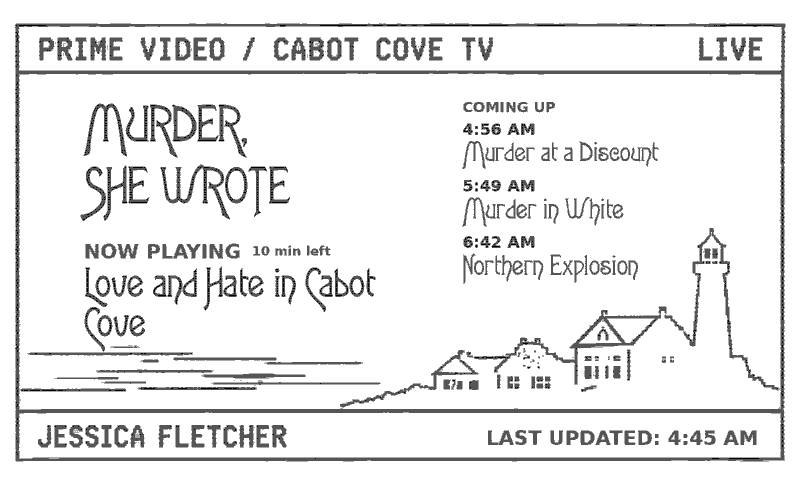 PRIME VIDEO / CABOT COVE TV
LIVE
MURDER,
SHE WROTE
NOW PLAYING 10 min left
Love and Hate in Cabot
Cove
COMING UP
4:56 AM
Murder at a Discount
5:49 AM
Murder in White
6:42 AM
Northern Explosion
JESSICA FLETCHER
LAST UPDATED: 4:45 AM